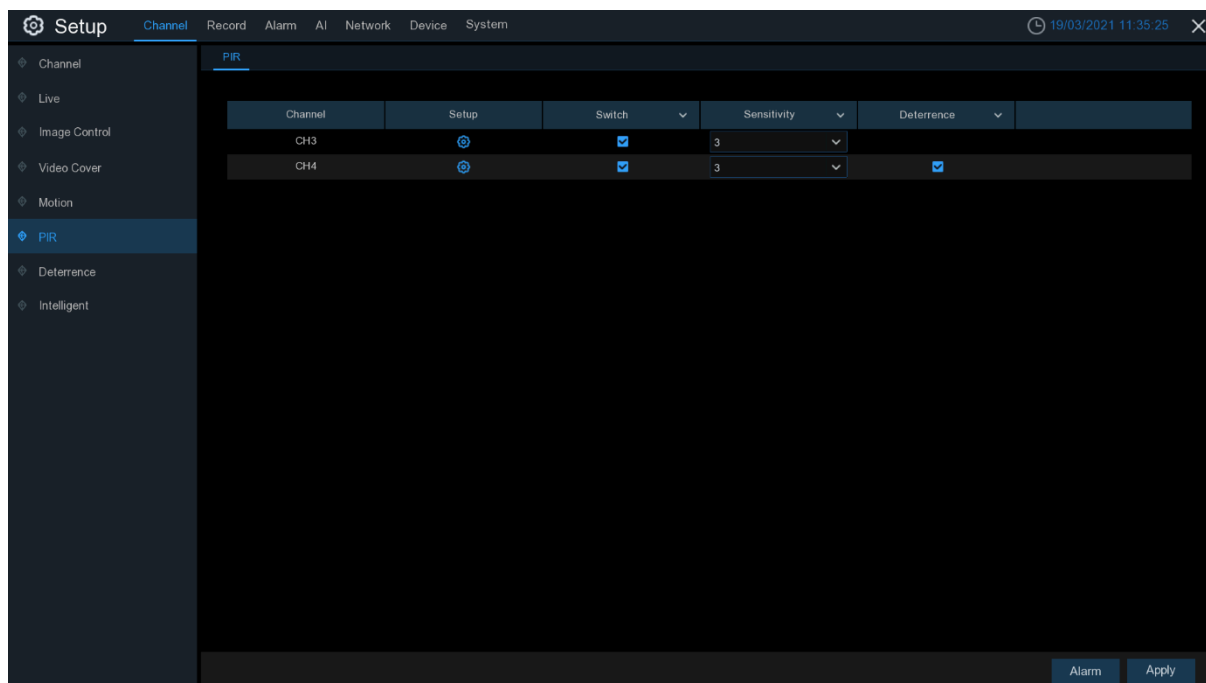 Setup Channel Record Alarm AI Network Device System 19/03/2021 11:35:25
Channel
Live
Image Control
Video Cover
Motion
PIR
Deterrence
Intelligent
PIR
Channel Setup Switch Sensitivity Deterrence
CH3 3
CH4 3
Alarm Apply